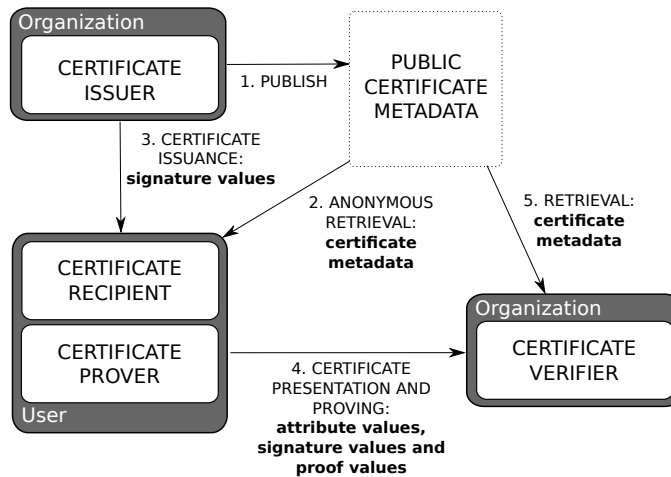 Organization
CERTIFICATE
ISSUER
1. PUBLISH
PUBLIC
CERTIFICATE
METADATA
3. CERTIFICATE
ISSUANCE:
signature values
2. ANONYMOUS
RETRIEVAL:
certificate
metadata
5. RETRIEVAL:
certificate
metadata
CERTIFICATE
RECIPIENT
CERTIFICATE
PROVER
User
4. CERTIFICATE
PRESENTATION AND
PROVING:
attribute values,
signature values and
proof values
Organization
CERTIFICATE
VERIFIER